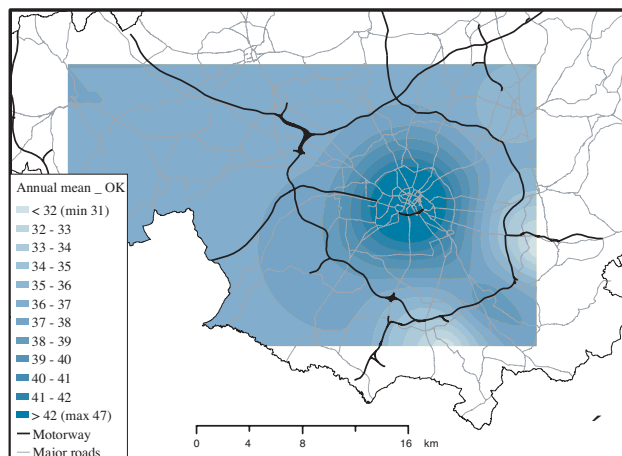 Annual mean _ OK
< 32 (min 31)
32 - 33
33 - 34
34 - 35
35 - 36
36 - 37
37 - 38
38 - 39
39 - 40
40 - 41
41 - 42
> 42 (max 47)
Motorway
Major roads
0 4 8 16 km